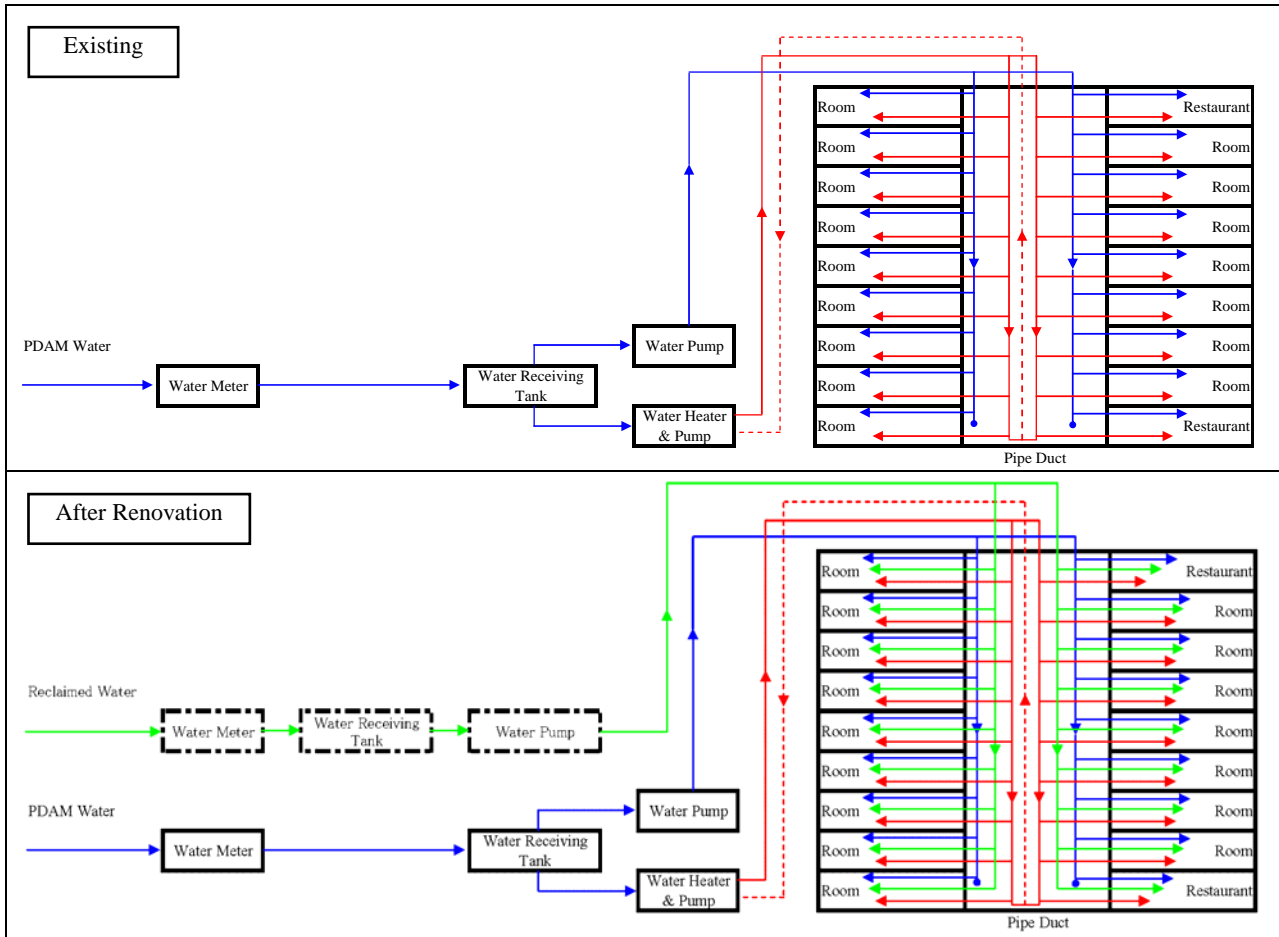 Existing
Room
Restaurant
Room
Room
Room
Room
Room
Room
Room
Room
Room
Room
PDAM Water
Water Meter
Water Receiving
Tank
Water Pump
Water Heater
& Pump
Room
Room
Room
Room
Room
Restaurant
Pipe Duct
After Renovation
Room
Restaurant
Room
Room
Room
Room
Room
Room
Reclaimed Water
Water Meter
Water Receiving
Tank
Water Pump
Room
Room
Room
Room
PDAM Water
Water Meter
Water Receiving
Tank
Water Pump
Water Heater
& Pump
Room
Room
Room
Room
Room
Restaurant
Pipe Duct